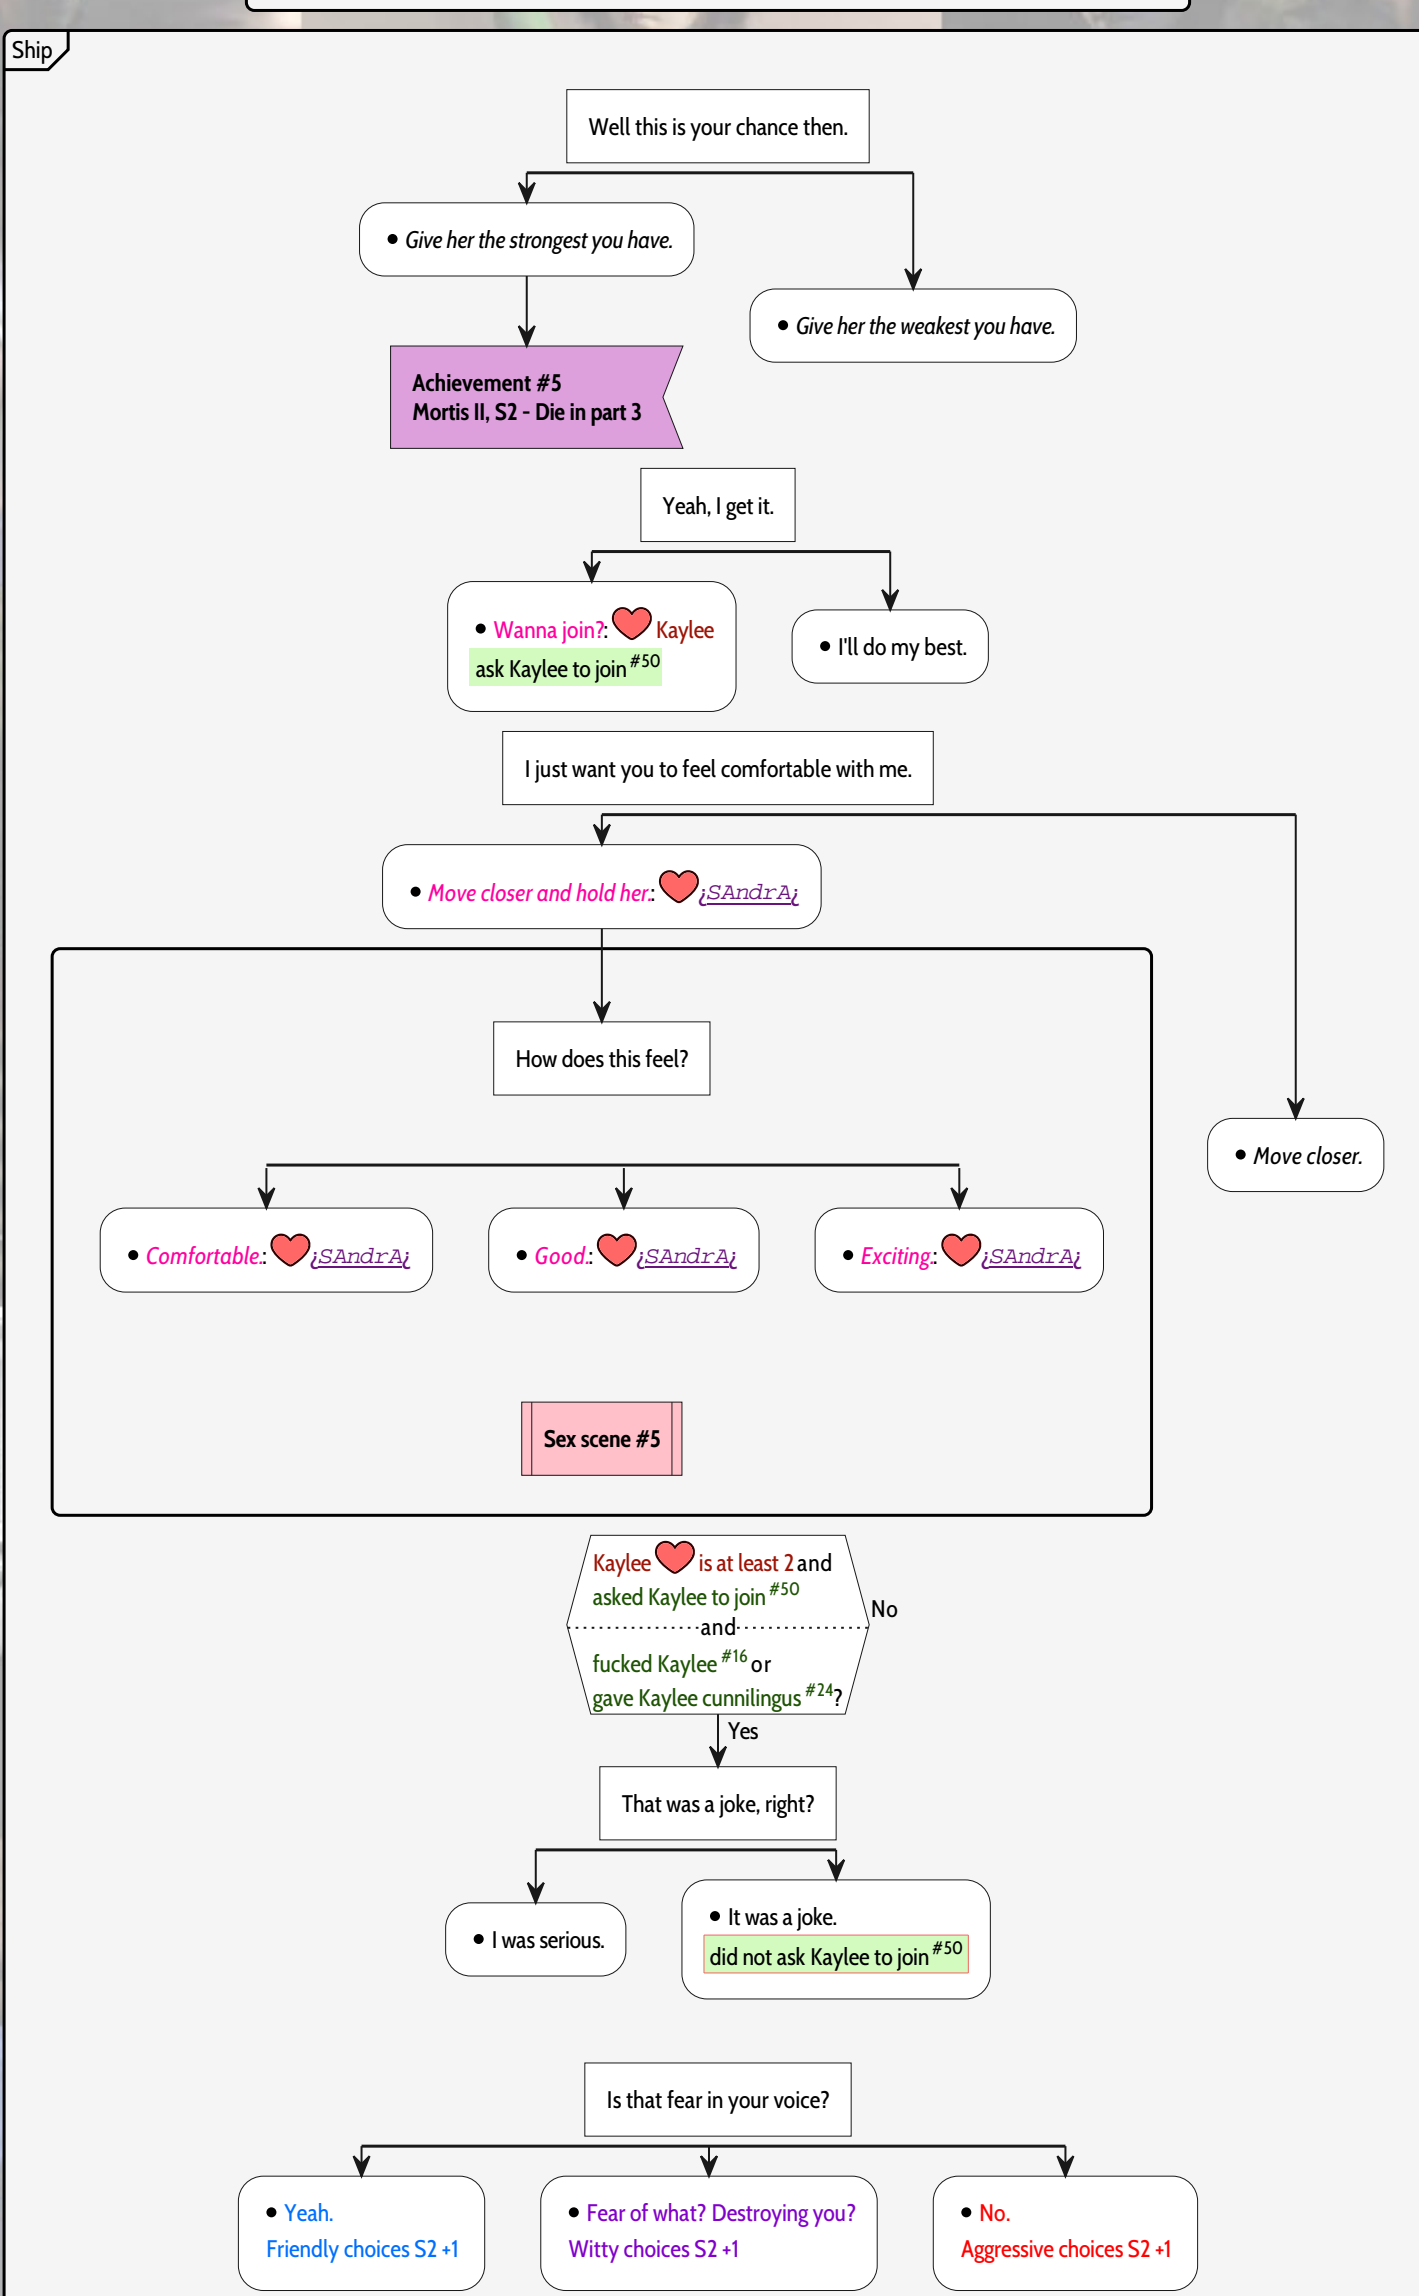 Ship
Well this is your chance then.
• Give her the strongest you have.
• Give her the weakest you have.
Achievement #5
Mortis II, S2 - Die in part 3
Yeah, I get it.
• Wanna join?: Kaylee
ask Kaylee to join #50
• I'll do my best.
I just want you to feel comfortable with me.
• Move closer and hold her.: ¿SAndrA¿
How does this feel?
• Move closer.
• Comfortable.: ¿SAndrA¿
• Good.: ¿SAndrA¿
• Exciting.: ¿SAndrA¿
Sex scene #5
Kaylee is at least 2 and
asked Kaylee to join #50
No
and
fucked Kaylee #16 or
gave Kaylee cunnilingus #24?
Yes
That was a joke, right?
• I was serious.
• It was a joke.
did not ask Kaylee to join #50
Is that fear in your voice?
• Yeah.
Friendly choices S2 +1
• Fear of what? Destroying you?
Witty choices S2 +1
• No.
Aggressive choices S2 +1